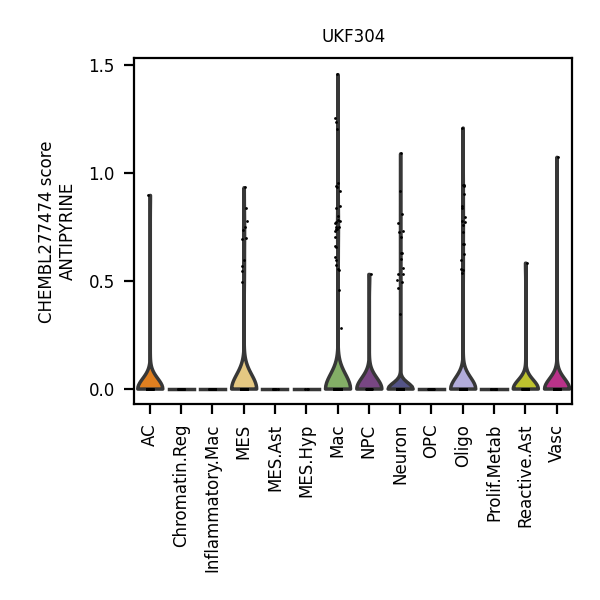 UKF304
CHEMBL277474 score
ANTIPYRINE
1.5
1.0
0.5
0.0
AC
Chromatin.Reg
Inflammatory.Mac
MES
MES.Ast
MES.Hyp
Mac
NPC
Neuron
OPC
Oligo
Prolif.Metab
Reactive.Ast
Vasc